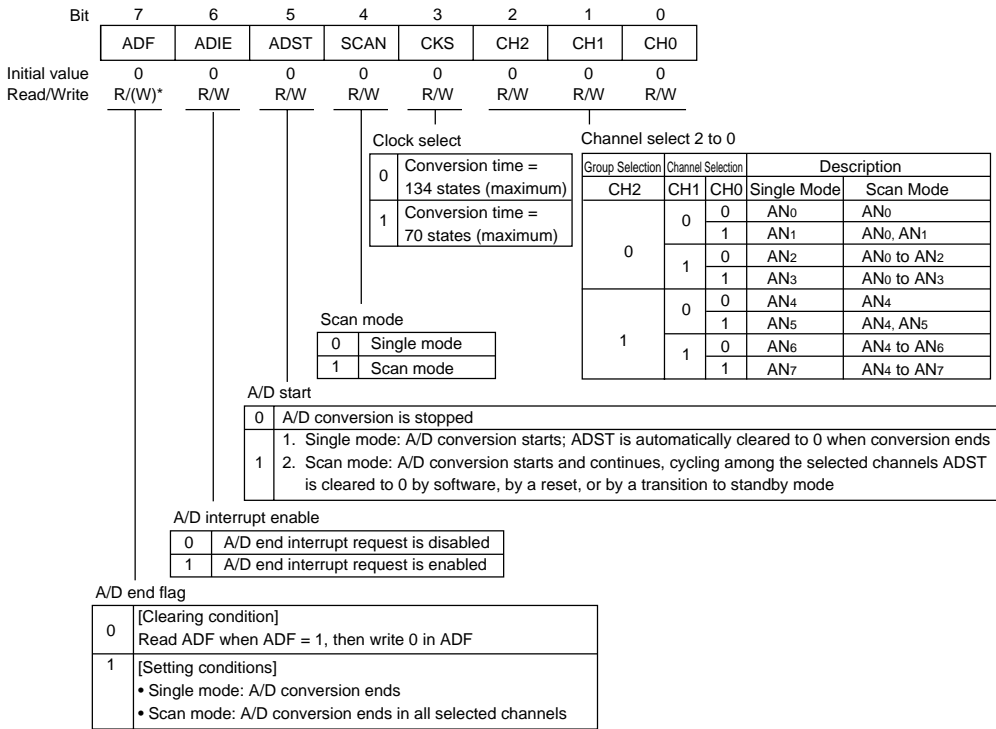 Bit 7 6 5 4 3 2 1 0
ADF ADIE ADST SCAN CKS CH2 CH1 CH0
Initial value 0 0 0 0 0 0 0 0
Read/Write R/(W)* R/W R/W R/W R/W R/W R/W R/W
Clock select
0 Conversion time =
134 states (maximum)
1 Conversion time =
70 states (maximum)
Channel select 2 to 0
Group Selection Channel Selection Description
CH2 CH1 CH0 Single Mode Scan Mode
0 0 0 AN0 AN0
1 AN1 AN0, AN1
1 0 AN2 AN0 to AN2
1 AN3 AN0 to AN3
1 0 0 AN4 AN4
1 AN5 AN4, AN5
1 0 AN6 AN4 to AN6
1 AN7 AN4 to AN7
Scan mode
0 Single mode
1 Scan mode
A/D start
0 A/D conversion is stopped
1 1. Single mode: A/D conversion starts; ADST is automatically cleared to 0 when conversion ends
2. Scan mode: A/D conversion starts and continues, cycling among the selected channels ADST
is cleared to 0 by software, by a reset, or by a transition to standby mode
A/D interrupt enable
0 A/D end interrupt request is disabled
1 A/D end interrupt request is enabled
A/D end flag
0 [Clearing condition]
Read ADF when ADF = 1, then write 0 in ADF
1 [Setting conditions]
• Single mode: A/D conversion ends
• Scan mode: A/D conversion ends in all selected channels